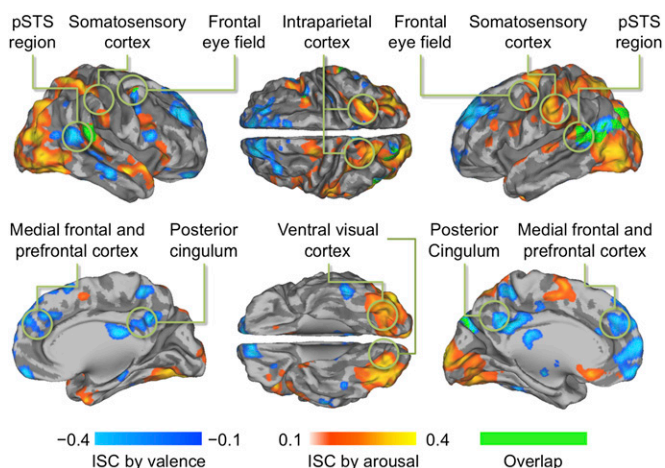 pSTS
region
Somatosensory
cortex
Frontal
eye field
Intraparietal
cortex
Frontal
eye field
Somatosensory
cortex
pSTS
region
Medial frontal and
prefrontal cortex
Posterior
cingulum
Ventral visual
cortex
Posterior
Cingulum
Medial frontal and
prefrontal cortex
−0.4 −0.1
ISC by valence
0.1 0.4
ISC by arousal
Overlap